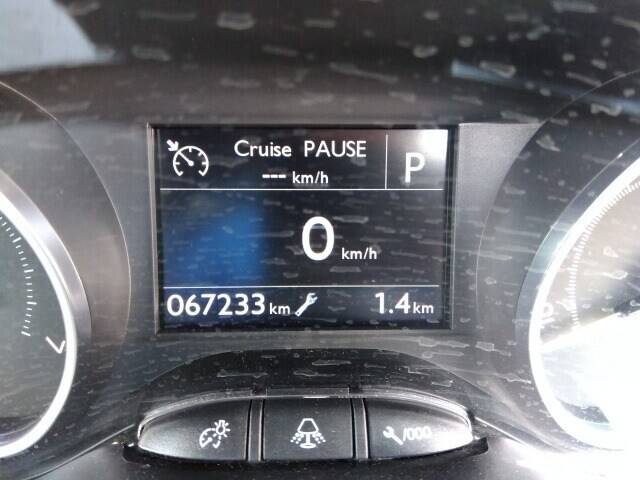 Cruise PAUSE
--- km/h
P
0 km/h
067233 km 1.4 km
/000